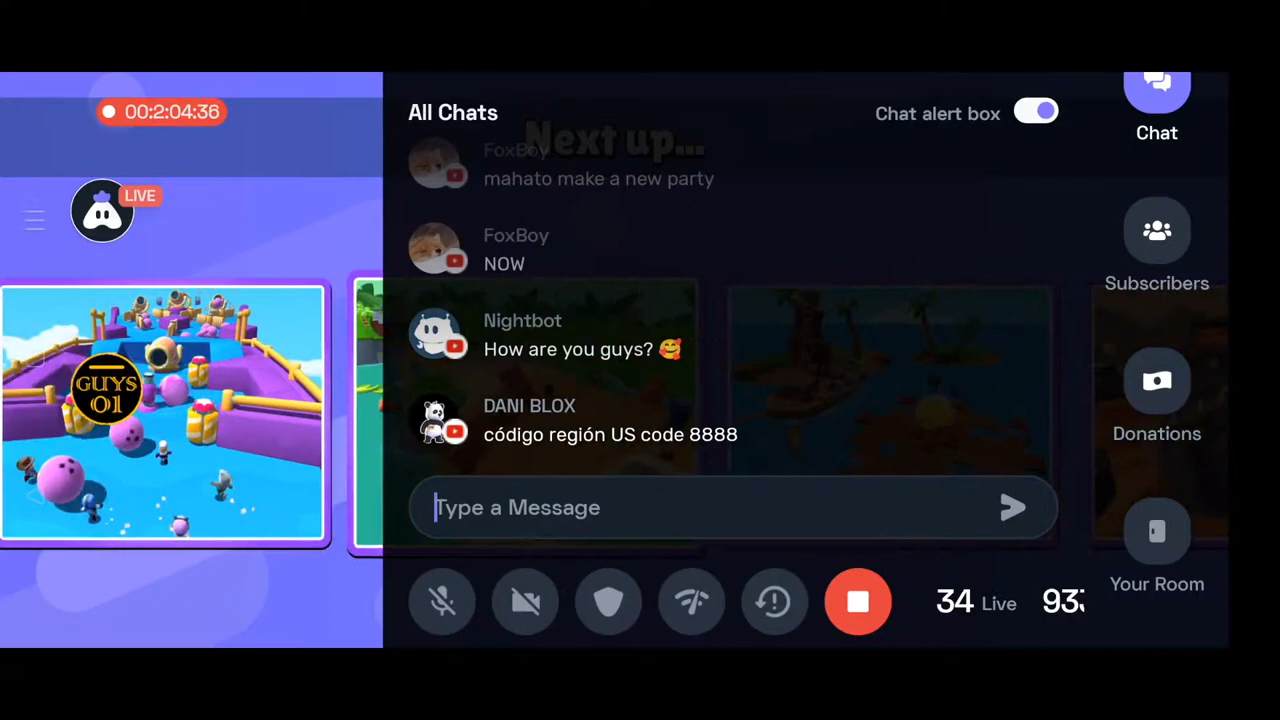 00:2:04:36
LIVE
GUYS
01
All Chats
Chat alert box
Next up...
FoxBoy
mahato make a new party
FoxBoy
NOW
Nightbot
How are you guys? 🥰
DANI BLOX
código región US code 8888
Type a Message
34 Live
Chat
Subscribers
Donations
Your Room